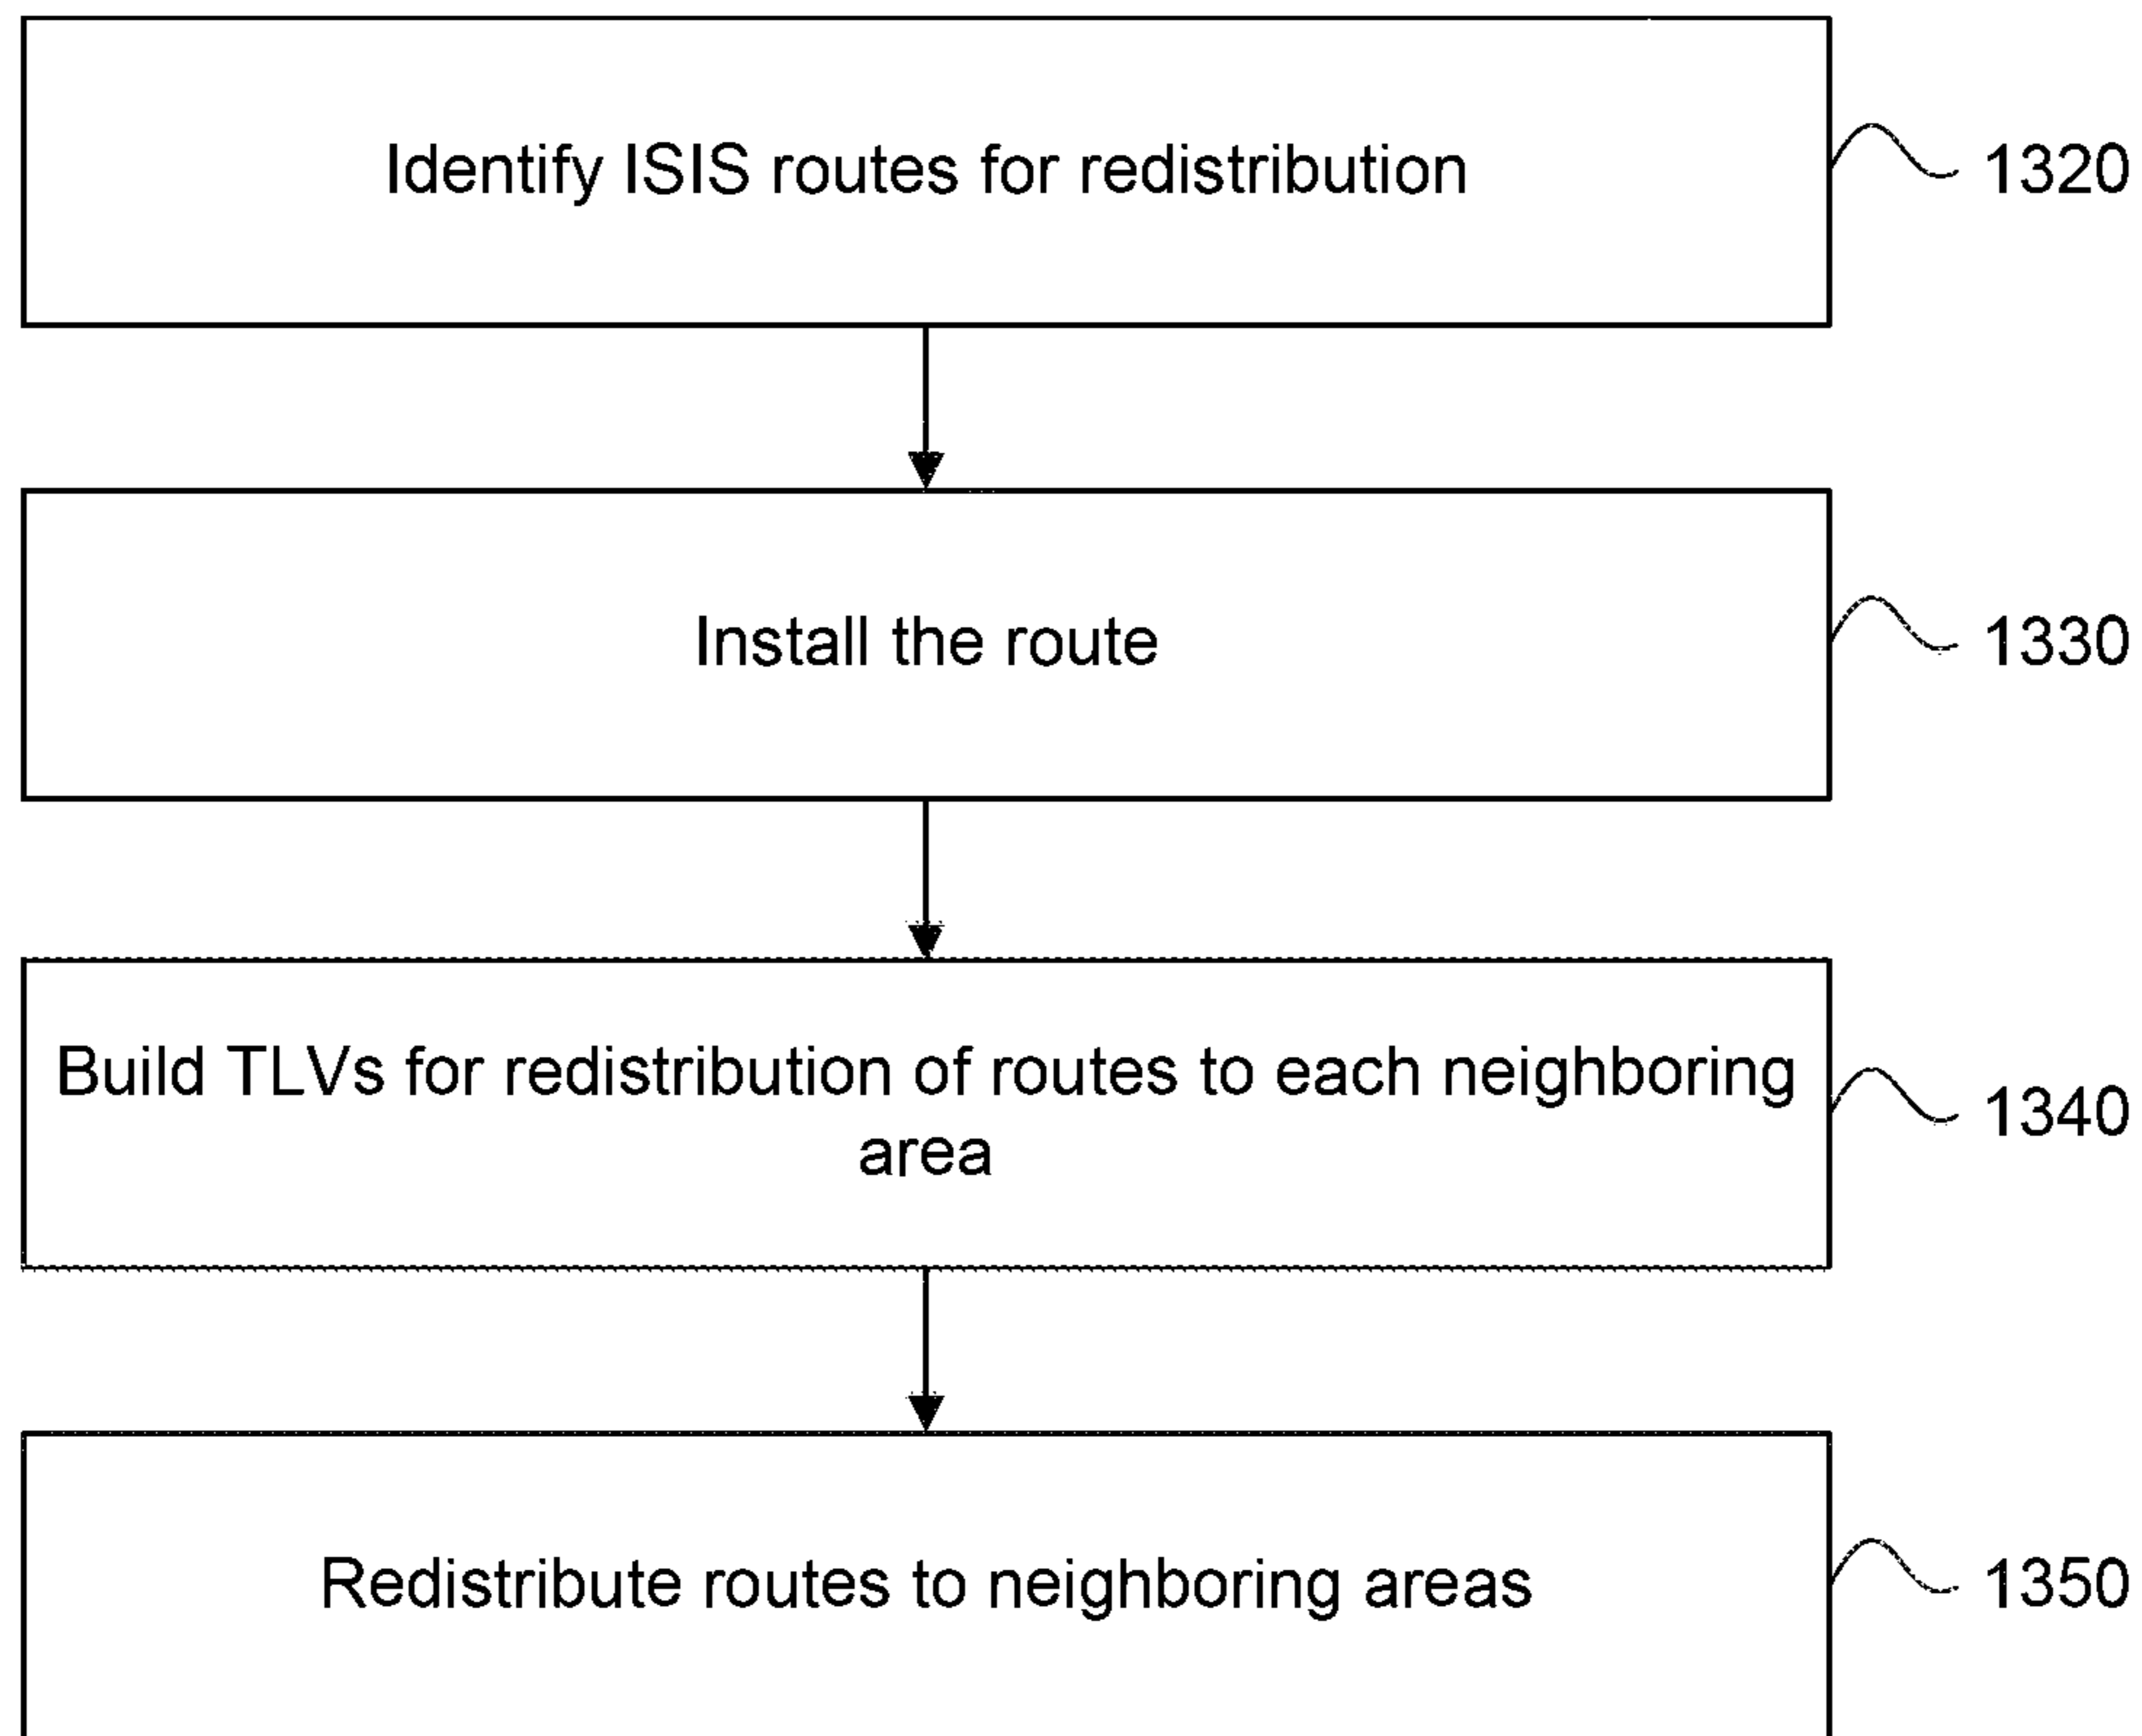 Identify ISIS routes for redistribution
1320
Install the route
1330
Build TLVs for redistribution of routes to each neighboring
area
1340
Redistribute routes to neighboring areas
1350